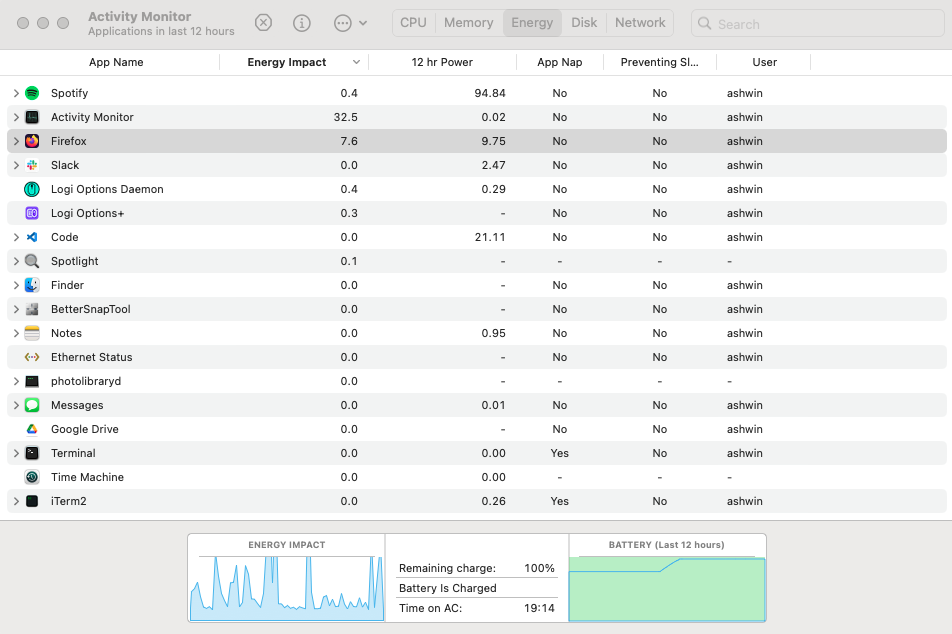 Activity Monitor
Applications in last 12 hours
CPU Memory Energy Disk Network Search
App Name Energy Impact 12 hr Power App Nap Preventing Sl... User
Spotify 0.4 94.84 No No ashwin
Activity Monitor 32.5 0.02 No No ashwin
Firefox 7.6 9.75 No No ashwin
Slack 0.0 2.47 No No ashwin
Logi Options Daemon 0.4 0.29 No No ashwin
Logi Options+ 0.3 - No No ashwin
Code 0.0 21.11 No No ashwin
Spotlight 0.1 - - - -
Finder 0.0 - No No ashwin
BetterSnapTool 0.0 - No No ashwin
Notes 0.0 0.95 No No ashwin
Ethernet Status 0.0 - No No ashwin
photolibraryd 0.0 - - - -
Messages 0.0 0.01 No No ashwin
Google Drive 0.0 - No No ashwin
Terminal 0.0 0.00 Yes No ashwin
Time Machine 0.0 0.00 - - -
iTerm2 0.0 0.26 Yes No ashwin
ENERGY IMPACT
Remaining charge: 100%
Battery Is Charged
Time on AC: 19:14
BATTERY (Last 12 hours)